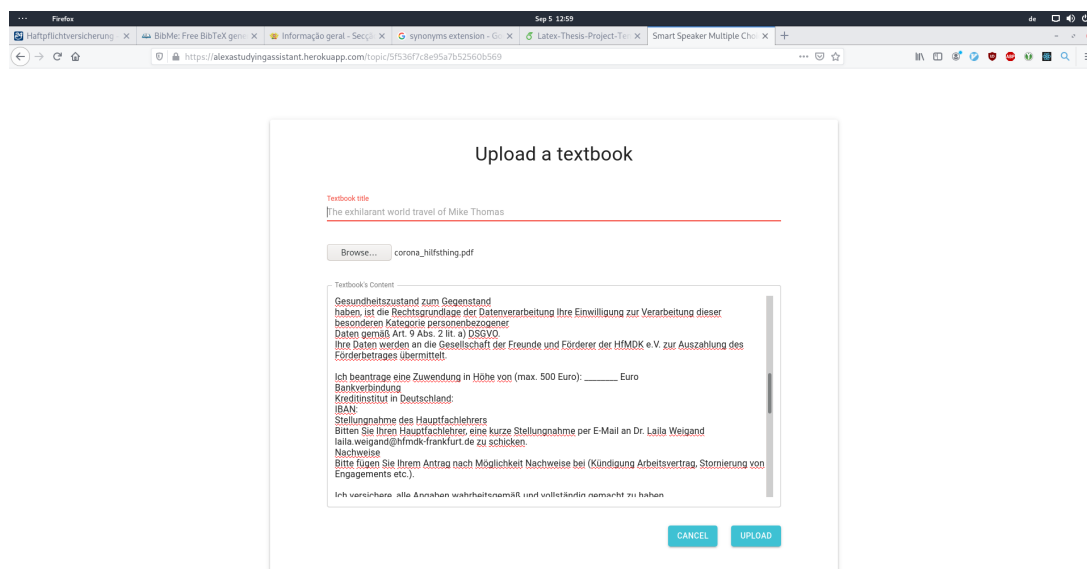 Firefox
Sep 5 12:59
de
Haftpflichtversicherung -
BibMe: Free BibTeX gene
Informação geral - Secçã
synonyms extension - Go
Latex-Thesis-Project-Tem
Smart Speaker Multiple Choi
https://alexastudyingassistant.herokuapp.com/topic/5f536f7c8e95a7b52560b569
Upload a textbook
Textbook title
The exhilarant world travel of Mike Thomas
Browse... corona_hilfsthing.pdf
Textbook's Content
Gesundheitszustand zum Gegenstand
haben, ist die Rechtsgrundlage der Datenverarbeitung Ihre Einwilligung zur Verarbeitung dieser
besonderen Kategorie personenbezogener
Daten gemäß Art. 9 Abs. 2 lit. a) DSGVO.
Ihre Daten werden an die Gesellschaft der Freunde und Förderer der HfMDK e.V. zur Auszahlung des
Förderbetrages übermittelt.
Ich beantrage eine Zuwendung in Höhe von (max. 500 Euro): ________ Euro
Bankverbindung
Kreditinstitut in Deutschland:
IBAN:
Stellungnahme des Hauptfachlehrers
Bitten Sie Ihren Hauptfachlehrer, eine kurze Stellungnahme per E-Mail an Dr. Laila Weigand
laila.weigand@hfmdk-frankfurt.de zu schicken.
Nachweise
Bitte fügen Sie Ihrem Antrag nach Möglichkeit Nachweise bei (Kündigung Arbeitsvertrag, Stornierung von
Engagements etc.).
Ich versichere, alle Angaben wahrheitsgemäß und vollständig gemacht zu haben
CANCEL
UPLOAD